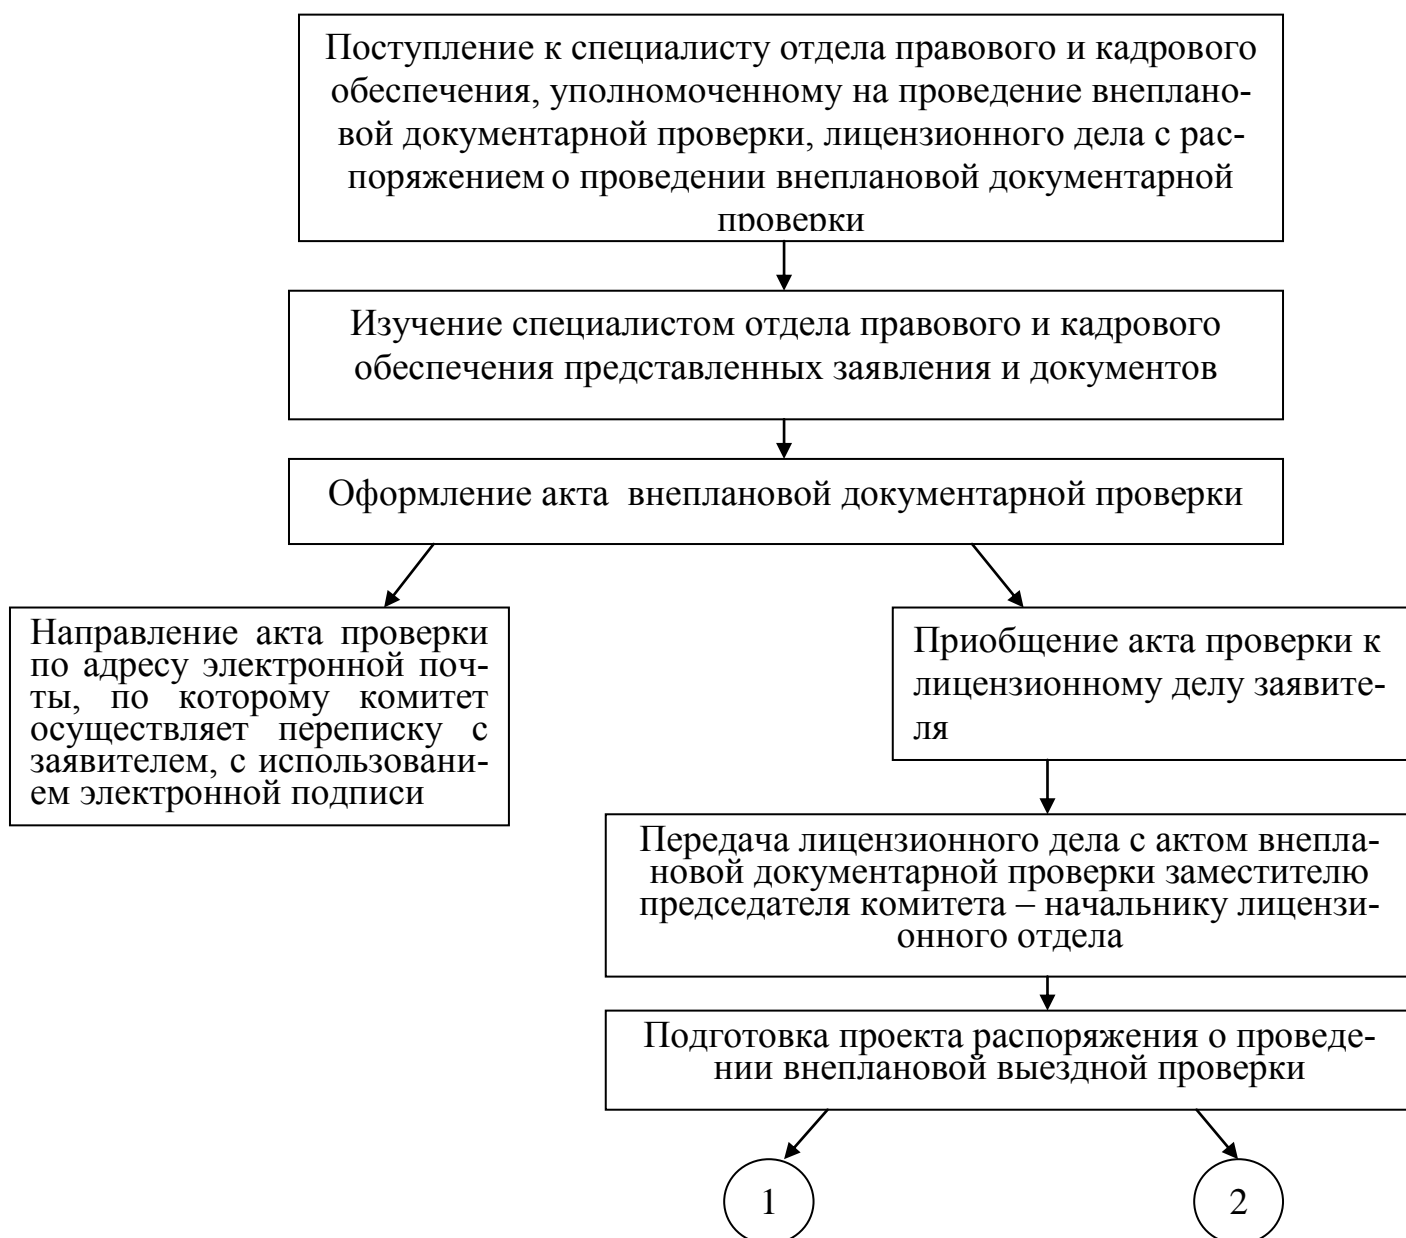 Поступление к специалисту отдела правового и кадрового
обеспечения, уполномоченному на проведение внеплано-
вой документарной проверки, лицензионного дела с рас-
поряжением о проведении внеплановой документарной
проверки
Изучение специалистом отдела правового и кадрового
обеспечения представленных заявления и документов
Оформление акта  внеплановой документарной проверки
Направление акта проверки
по адресу электронной поч-
ты, по которому комитет
осуществляет переписку с
заявителем, с использовани-
ем электронной подписи
Приобщение акта проверки к
лицензионному делу заявите-
ля
Передача лицензионного дела с актом внепла-
новой документарной проверки заместителю
председателя комитета – начальнику лицензи-
онного отдела
Подготовка проекта распоряжения о проведе-
нии внеплановой выездной проверки
1
2